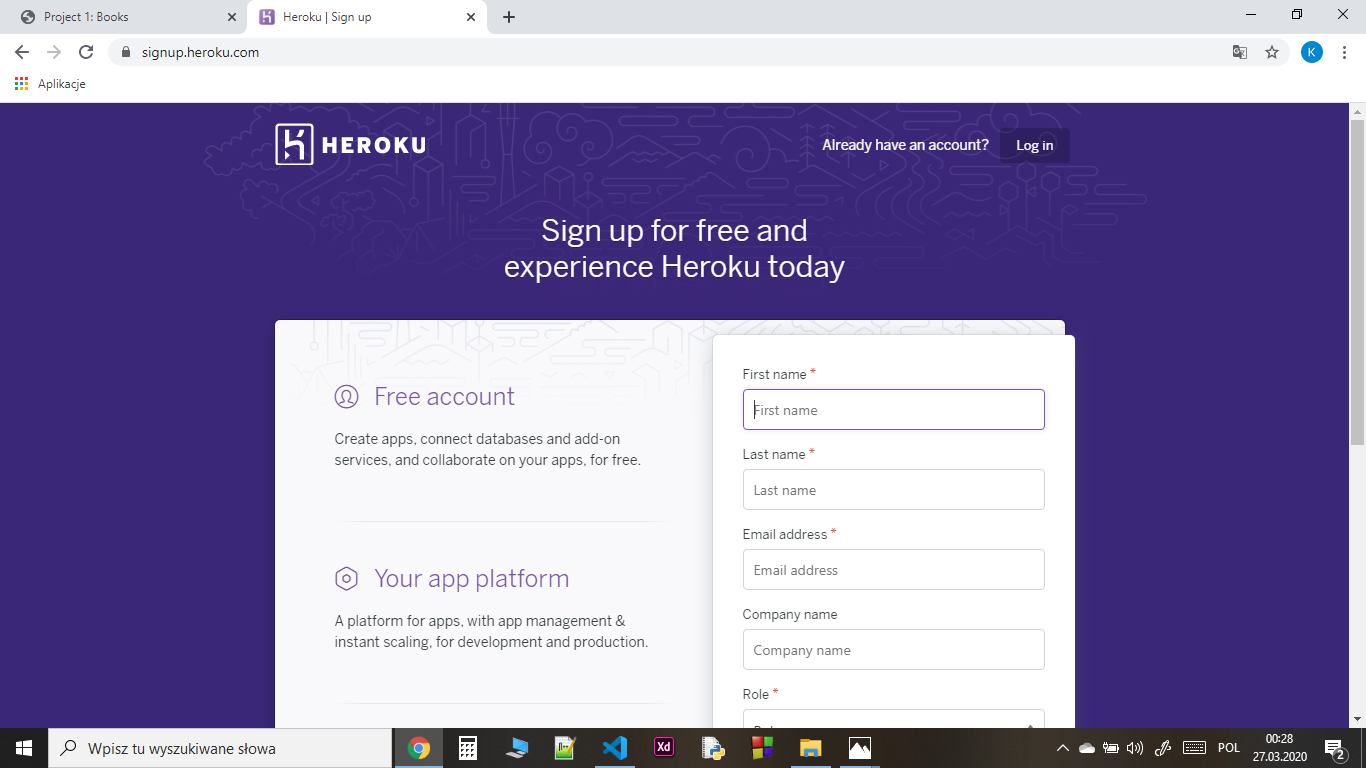 Project 1: Books
Heroku | Sign up
signup.heroku.com
K
Aplikacje
HEROKU
Already have an account?
Log in
Sign up for free and
experience Heroku today
Free account
Create apps, connect databases and add-on
services, and collaborate on your apps, for free.
Your app platform
A platform for apps, with app management &
instant scaling, for development and production.
First name *
First name
Last name *
Last name
Email address *
Email address
Company name
Company name
Role *
Wpisz tu wyszukiwane słowa
Xd
POL
00:28
27.03.2020
2